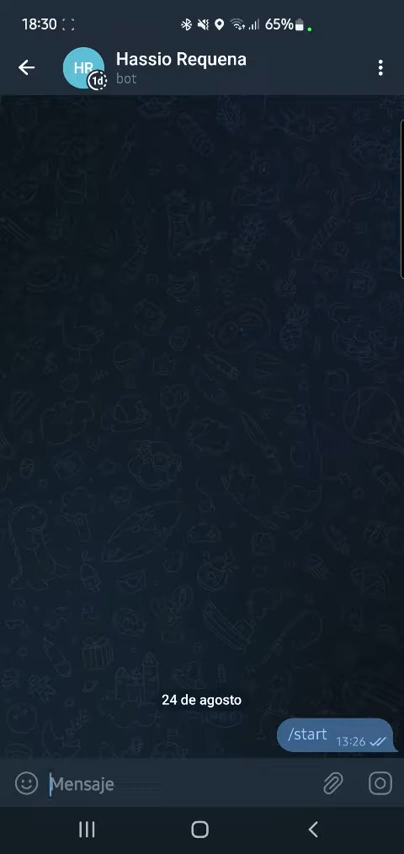 18:30 65%
HR Hassio Requena
1d bot
24 de agosto
/start 13:26
Mensaje